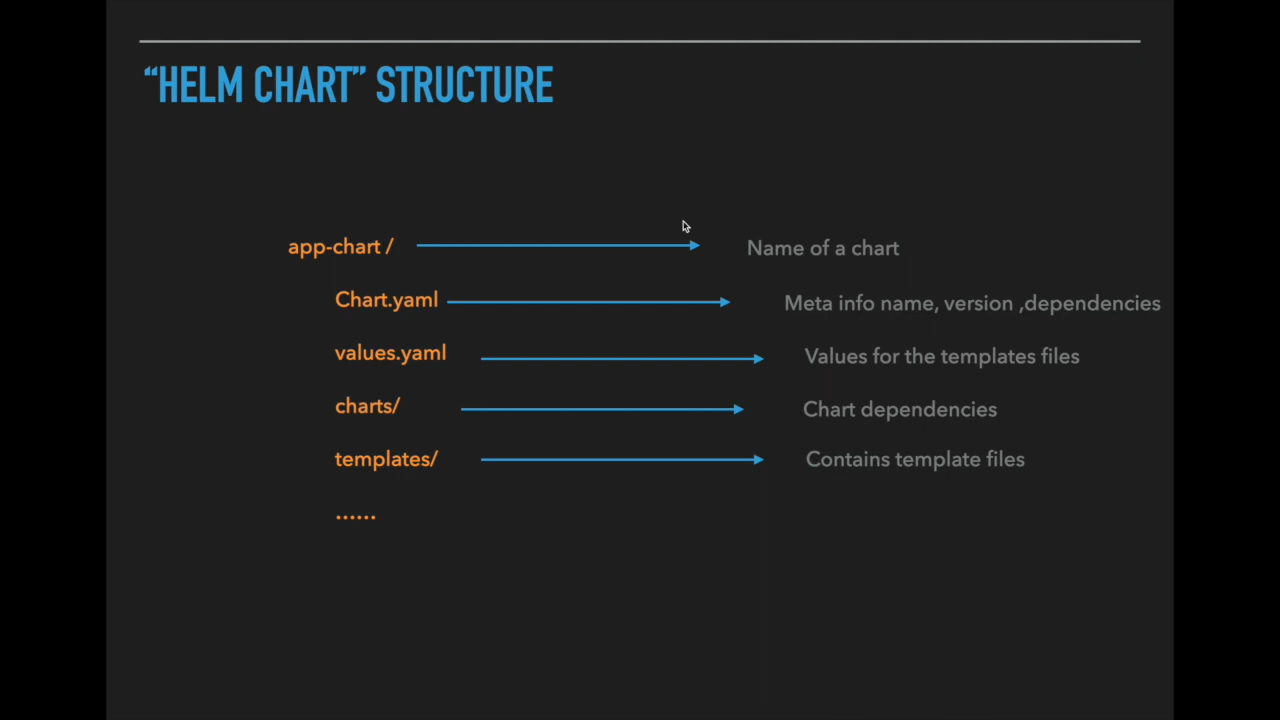 “HELM CHART” STRUCTURE
app-chart / Name of a chart
Chart.yaml Meta info name, version ,dependencies
values.yaml Values for the templates files
charts/ Chart dependencies
templates/ Contains template files
......